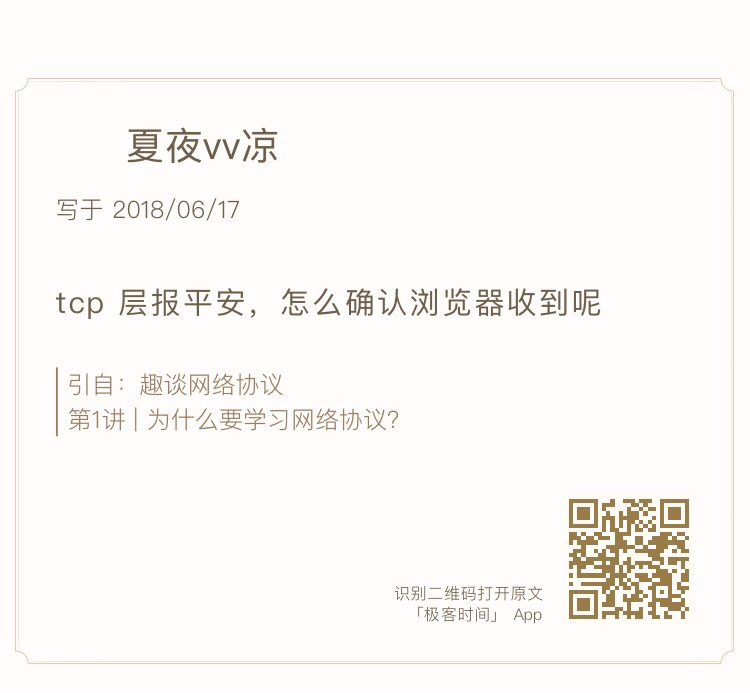 夏夜vv凉
写于 2018/06/17
tcp 层报平安，怎么确认浏览器收到呢
引自：趣谈网络协议
第1讲 | 为什么要学习网络协议？
识别二维码打开原文
「极客时间」 App